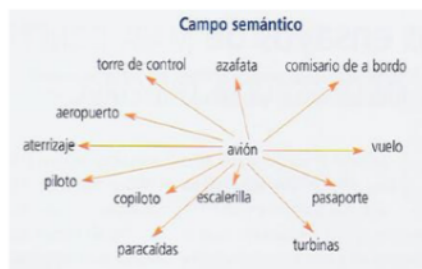 Campo semántico
torre de control azafata comisario de a bordo
aeropuerto
aterrizaje avión vuelo
piloto
copiloto escalerilla pasaporte
paracaídas turbinas